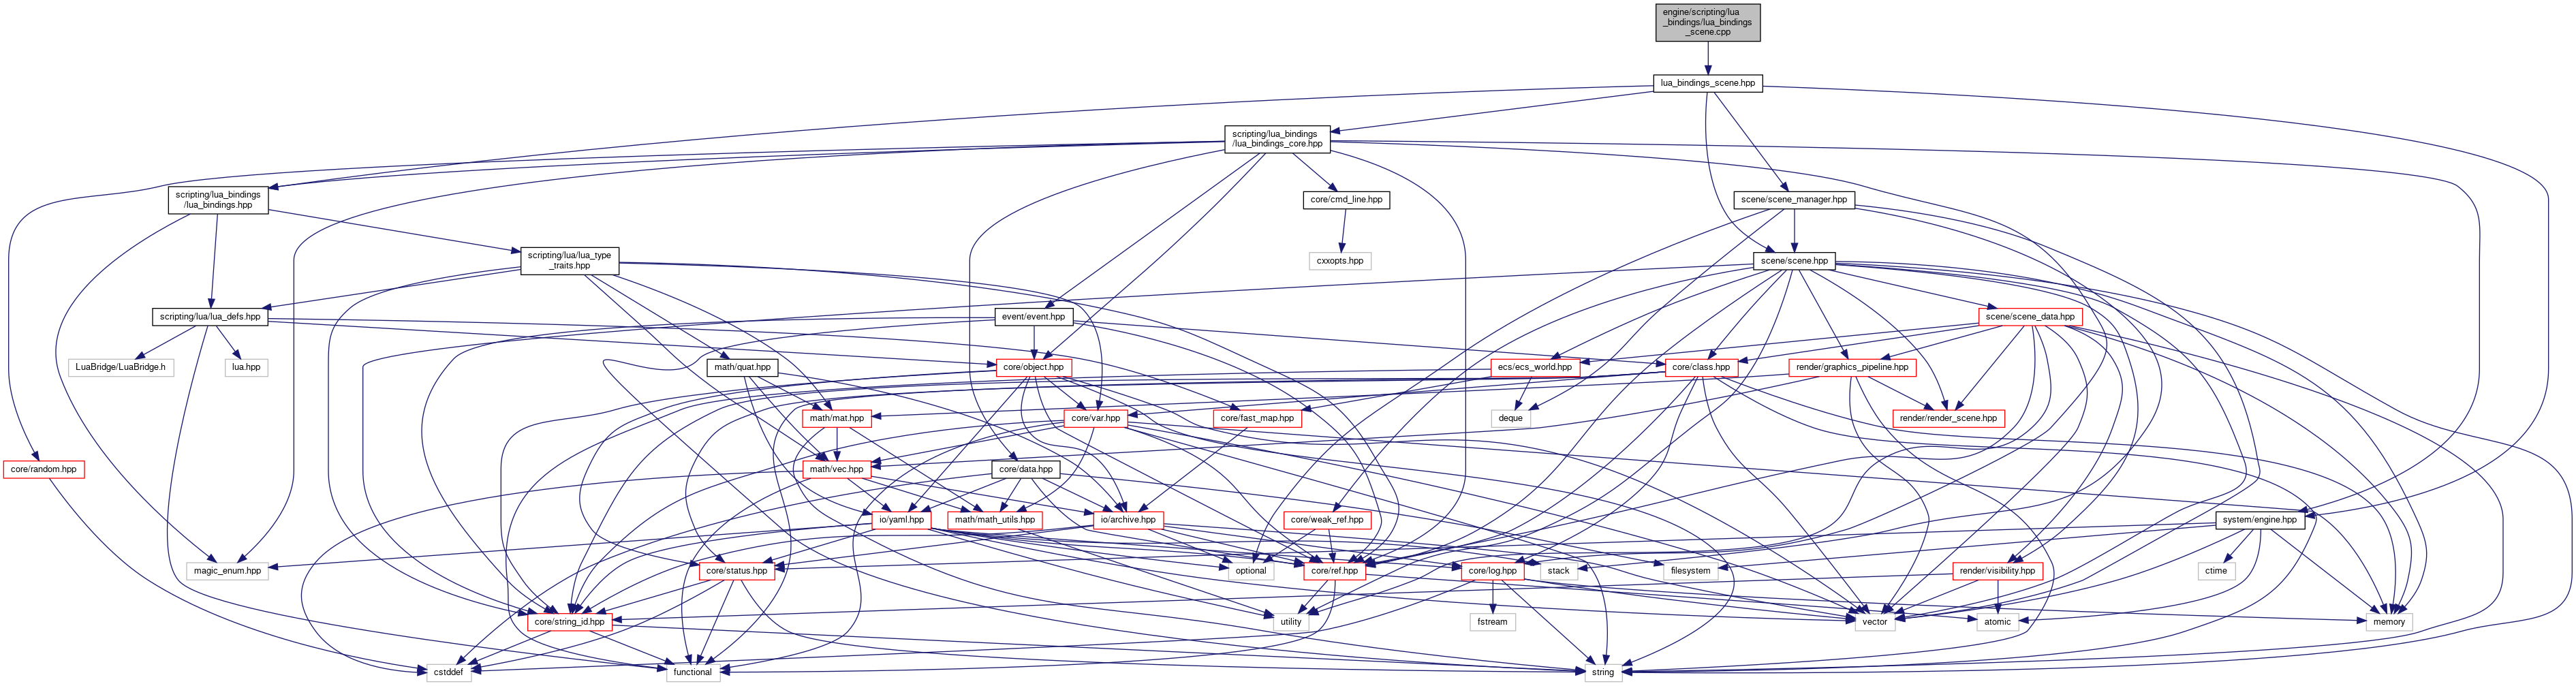 engine/scripting/lua
_bindings/lua_bindings
_scene.cpp
lua_bindings_scene.hpp
scripting/lua_bindings
/lua_bindings_core.hpp
scripting/lua_bindings
/lua_bindings.hpp
core/cmd_line.hpp
scene/scene_manager.hpp
scripting/lua/lua_type
_traits.hpp
cxxopts.hpp
scene/scene.hpp
scripting/lua/lua_defs.hpp
event/event.hpp
scene/scene_data.hpp
LuaBridge/LuaBridge.h
lua.hpp
math/quat.hpp
core/object.hpp
ecs/ecs_world.hpp
core/class.hpp
render/graphics_pipeline.hpp
math/mat.hpp
core/var.hpp
core/fast_map.hpp
deque
render/render_scene.hpp
core/random.hpp
math/vec.hpp
core/data.hpp
io/yaml.hpp
math/math_utils.hpp
io/archive.hpp
core/weak_ref.hpp
system/engine.hpp
magic_enum.hpp
core/status.hpp
optional
core/ref.hpp
core/log.hpp
stack
filesystem
render/visibility.hpp
ctime
core/string_id.hpp
utility
fstream
vector
atomic
memory
cstddef
functional
string